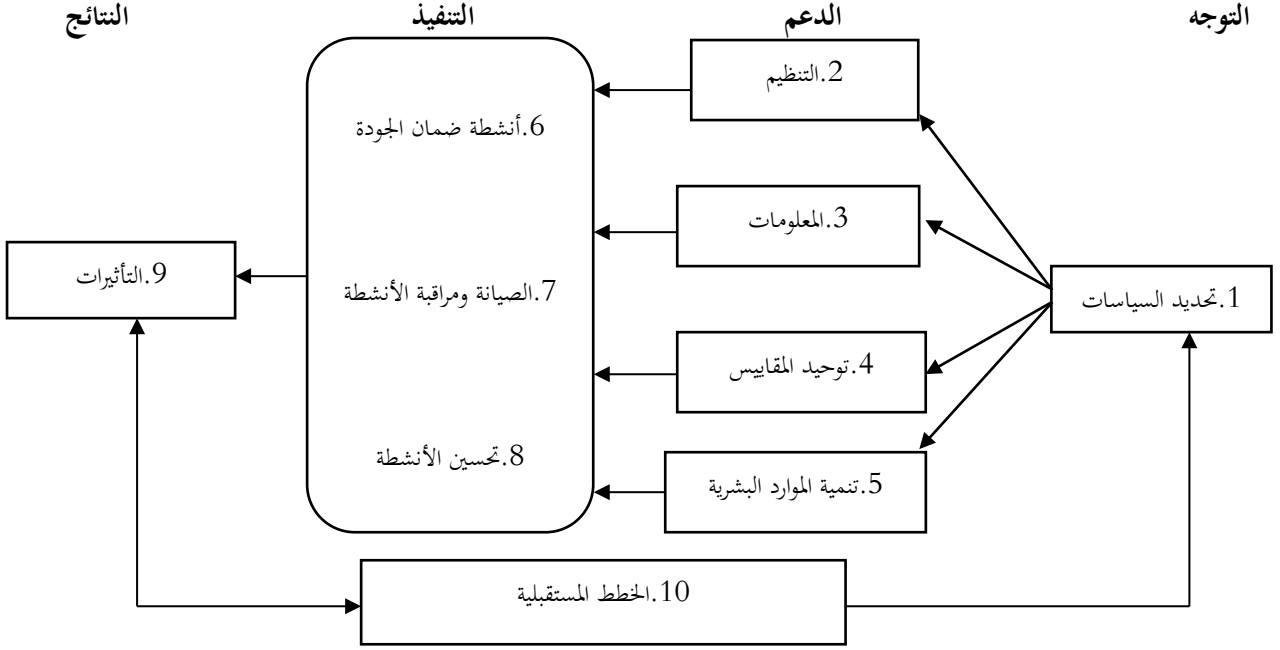 التوجه
الدعم
التنفيذ
النتائج
1.تحديد السياسات
2.التنظيم
3.المعلومات
4.توحيد المقاييس
5.تنمية الموارد البشرية
6.أنشطة ضمان الجودة
7.الصيانة ومراقبة الأنشطة
8.تحسين الأنشطة
9.التأثيرات
10.الخطط المستقبلية